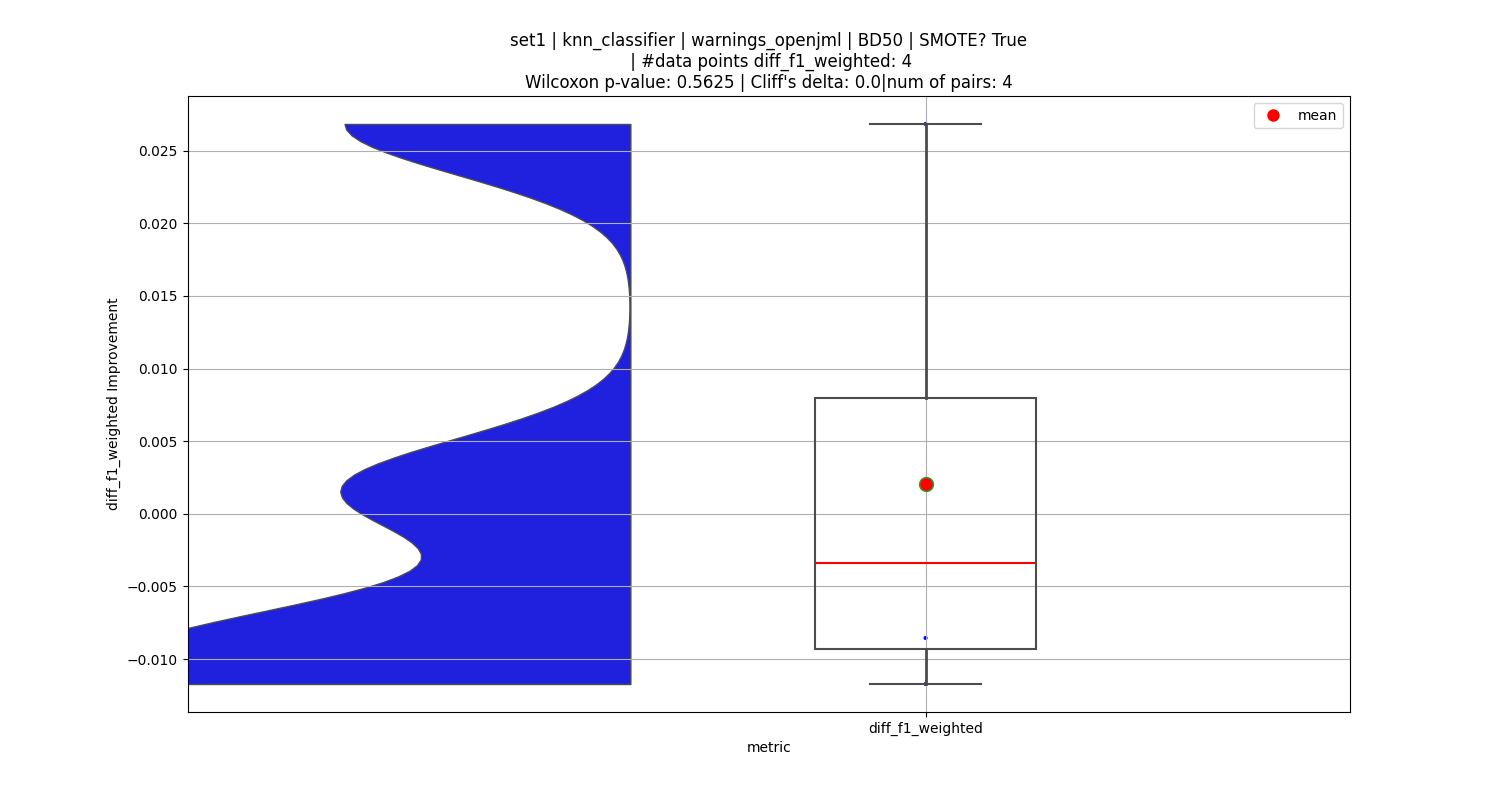 set1 | knn_classifier | warnings_openjml | BD50 | SMOTE? True
| #data points diff_f1_weighted: 4
Wilcoxon p-value: 0.5625 | Cliff's delta: 0.0|num of pairs: 4
mean
0.025
0.020
0.015
0.010
0.005
0.000
−0.005
−0.010
diff_f1_weighted Improvement
diff_f1_weighted
metric